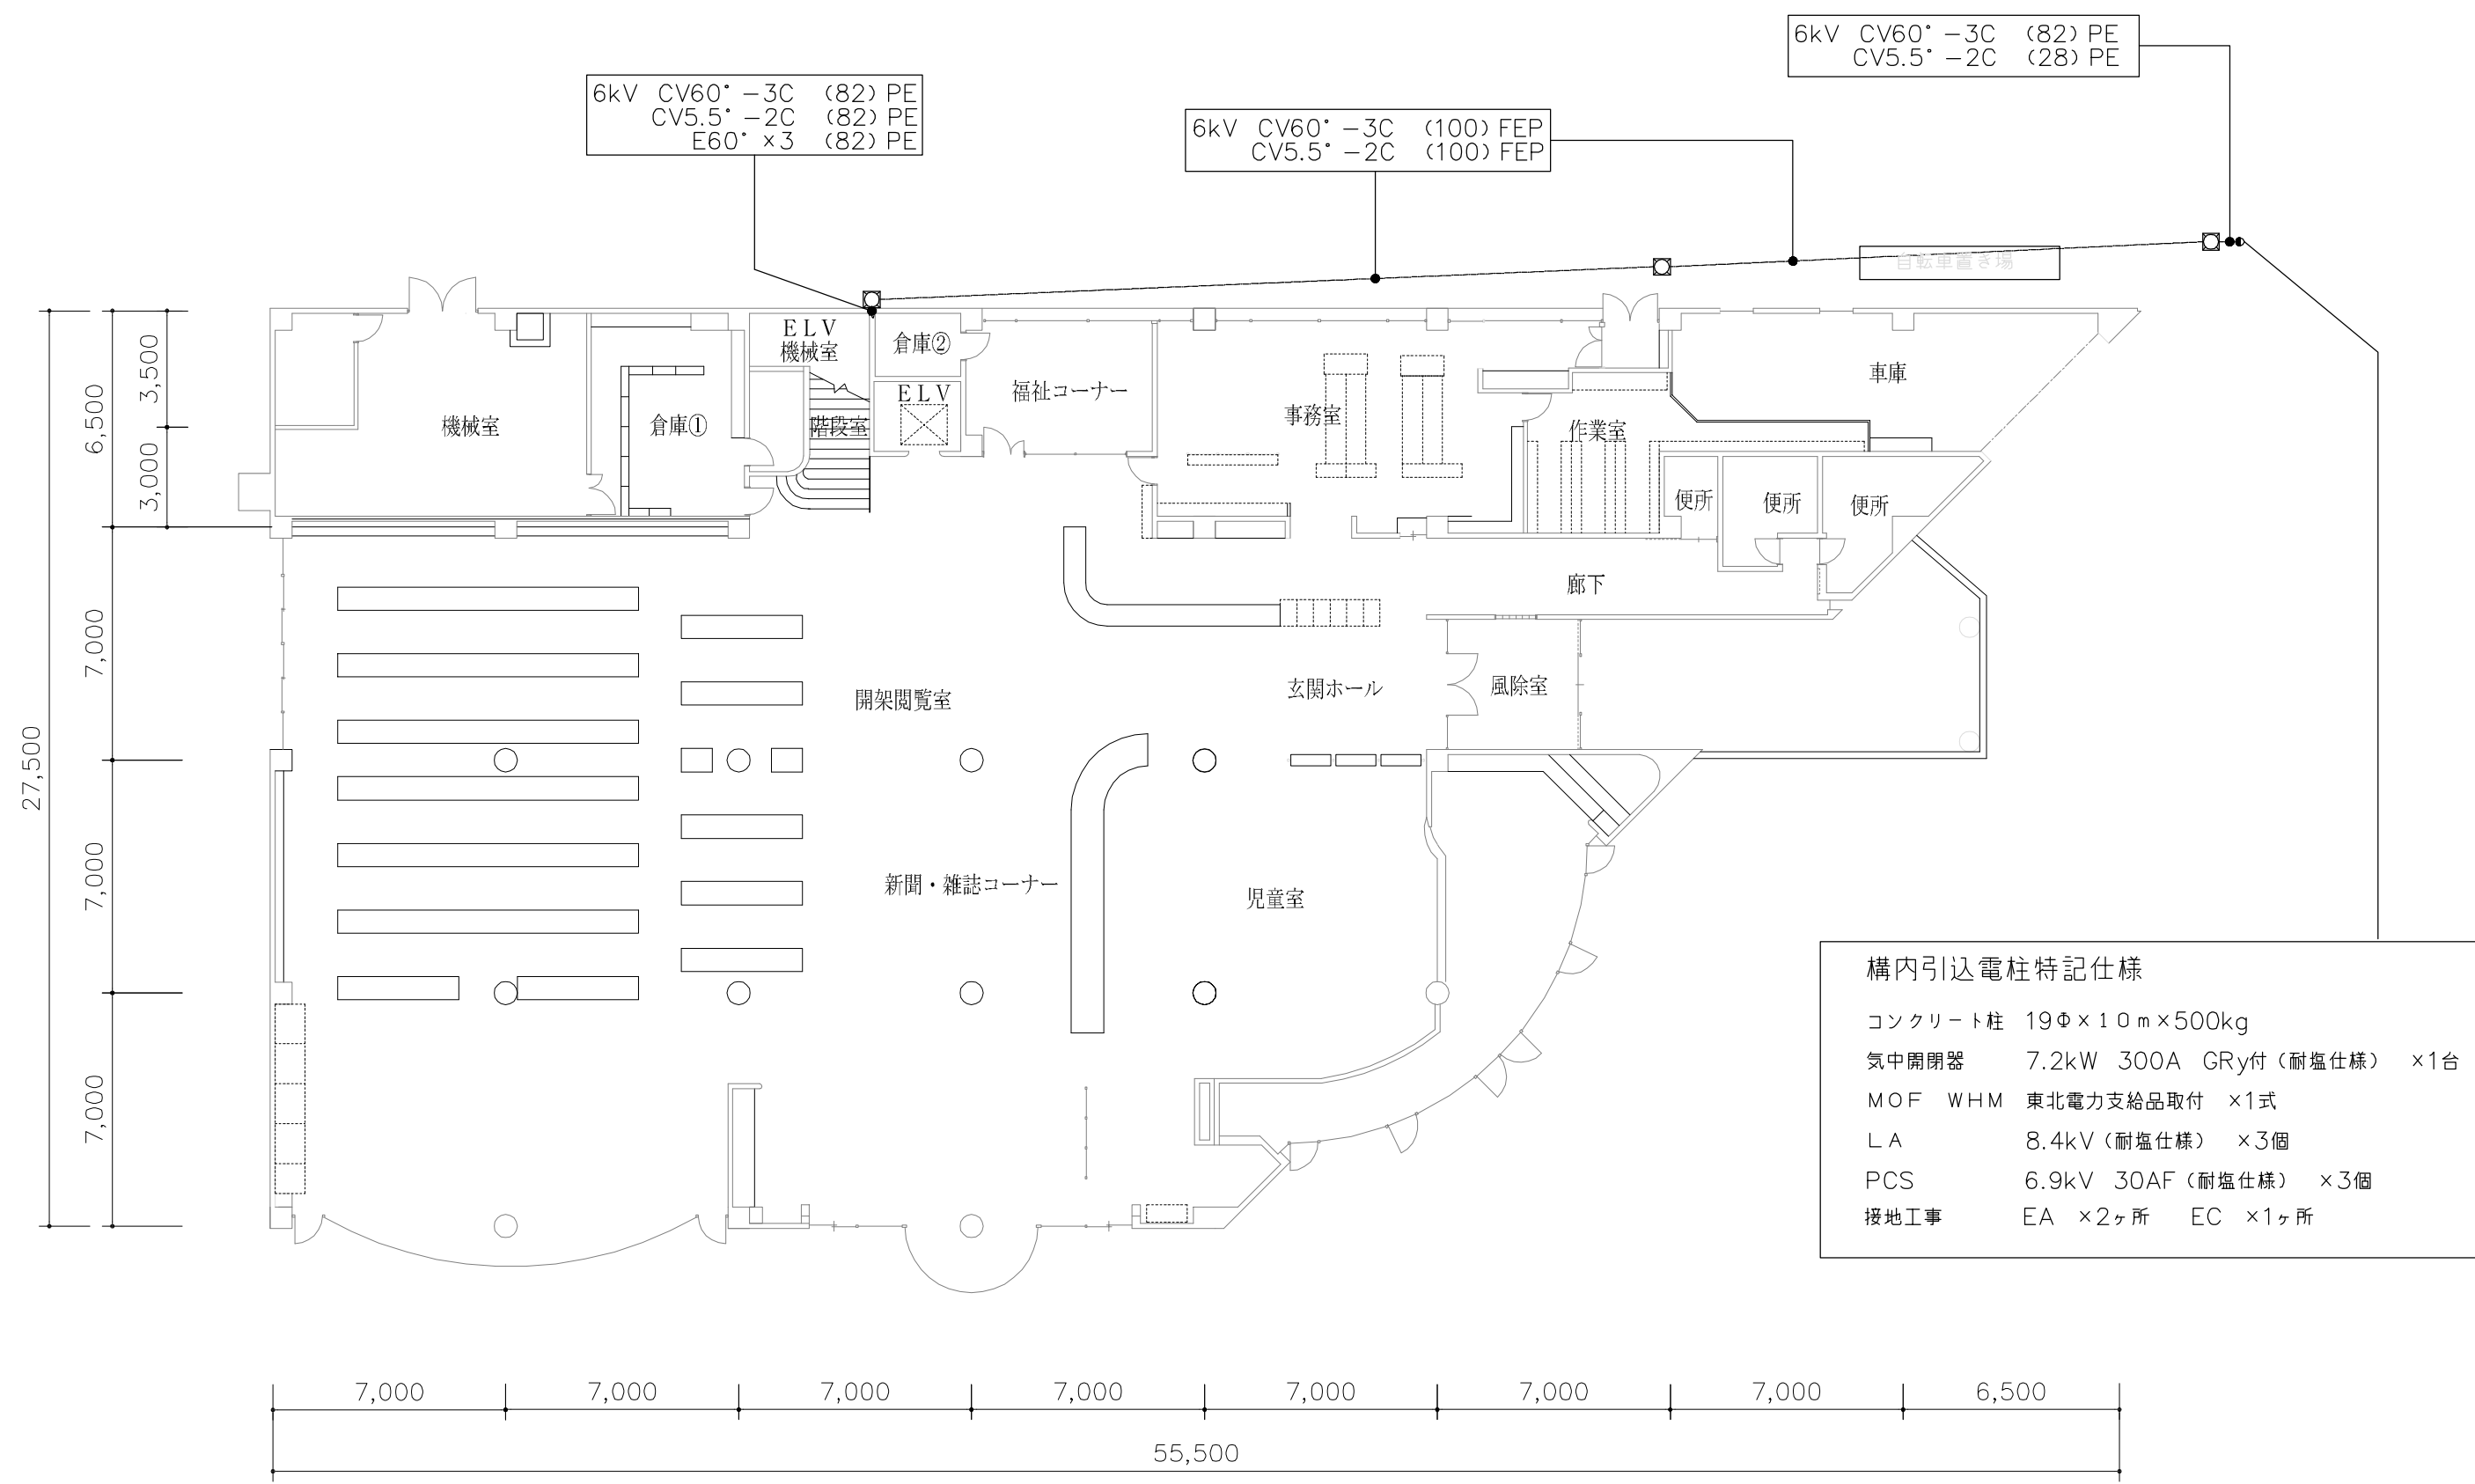 6kV CV60° -3C (82) PE
CV5.5° -2C (28) PE
6kV CV60° -3C (82) PE
CV5.5° -2C (82) PE
E60° ×3 (82) PE
6kV CV60° -3C (100) FEP
CV5.5° -2C (100) FEP
自転車置き場
ELV
機械室
倉庫②
ELV
福祉コーナー
車庫
機械室
倉庫①
階段室
事務室
作業室
便所
便所
便所
廊下
開架閲覧室
玄関ホール
風除室
新聞・雑誌コーナー
児童室
3,500
6,500
3,000
7,000
27,500
7,000
7,000
構内引込電柱特記仕様
コンクリート柱 19Φ×10m×500kg
気中開閉器 7.2kW 300A GRy付(耐塩仕様) ×1台
MOF WHM 東北電力支給品取付 ×1式
LA 8.4kV(耐塩仕様) ×3個
PCS 6.9kV 30AF(耐塩仕様) ×3個
接地工事 EA ×2ヶ所 EC ×1ヶ所
7,000 7,000 7,000 7,000 7,000 7,000 7,000 6,500
55,500